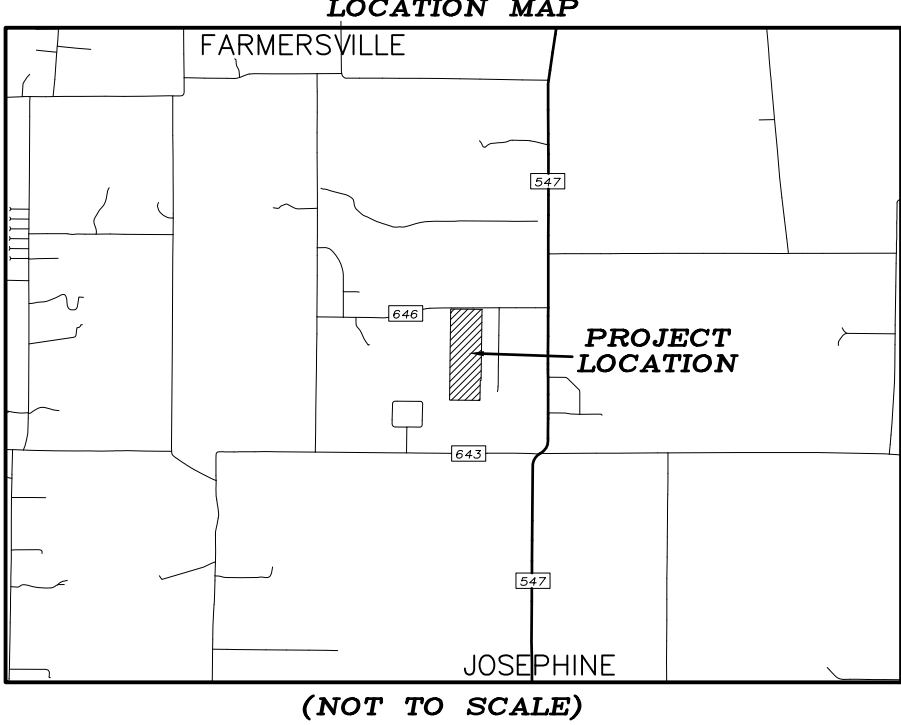 LOCATION MAP
FARMERSVILLE
547
646
PROJECT
LOCATION
643
547
JOSEPHINE
(NOT TO SCALE)